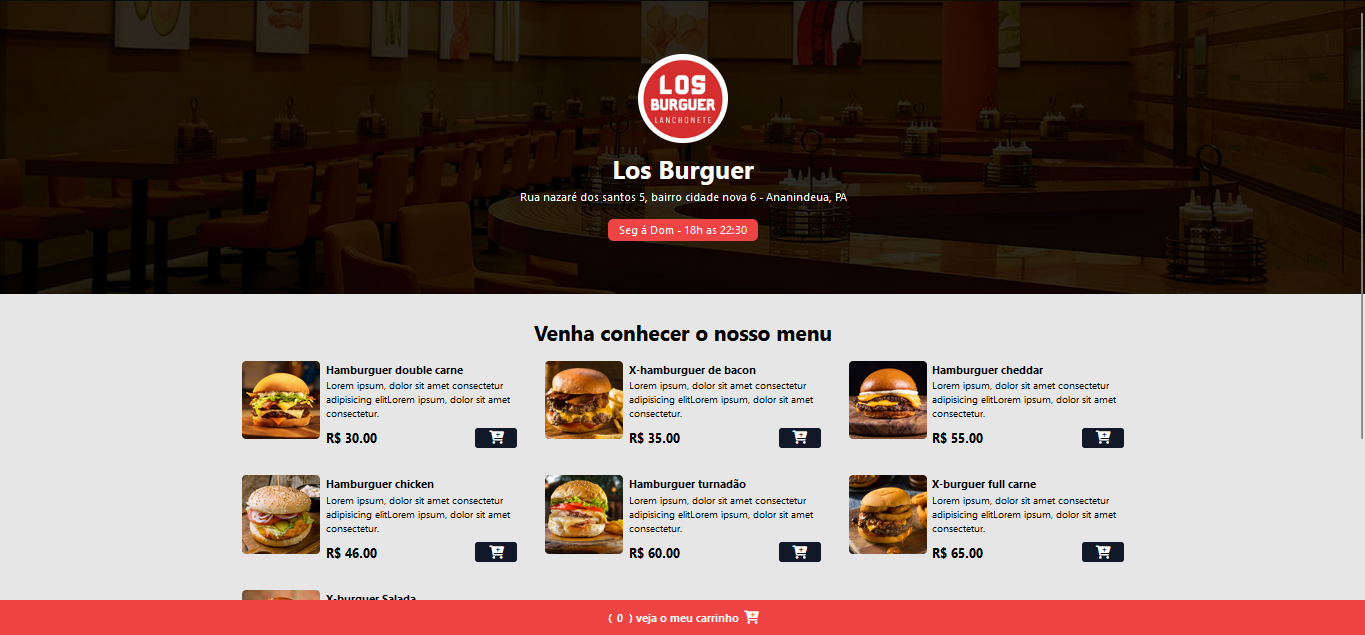 LOS
BURGUER
LANCHONETE
Los Burguer
Rua nazaré dos santos 5, bairro cidade nova 6 - Ananindeua, PA
Seg á Dom - 18h as 22:30
Venha conhecer o nosso menu
Hamburguer double carne
Lorem ipsum, dolor sit amet consectetur
adipisicing elitLorem ipsum, dolor sit amet
consectetur.
R$ 30.00
X-hamburguer de bacon
Lorem ipsum, dolor sit amet consectetur
adipisicing elitLorem ipsum, dolor sit amet
consectetur.
R$ 35.00
Hamburguer cheddar
Lorem ipsum, dolor sit amet consectetur
adipisicing elitLorem ipsum, dolor sit amet
consectetur.
R$ 55.00
Hamburguer chicken
Lorem ipsum, dolor sit amet consectetur
adipisicing elitLorem ipsum, dolor sit amet
consectetur.
R$ 46.00
Hamburguer turnadão
Lorem ipsum, dolor sit amet consectetur
adipisicing elitLorem ipsum, dolor sit amet
consectetur.
R$ 60.00
X-burguer full carne
Lorem ipsum, dolor sit amet consectetur
adipisicing elitLorem ipsum, dolor sit amet
consectetur.
R$ 65.00
X-burguer Salada
( 0 ) veja o meu carrinho